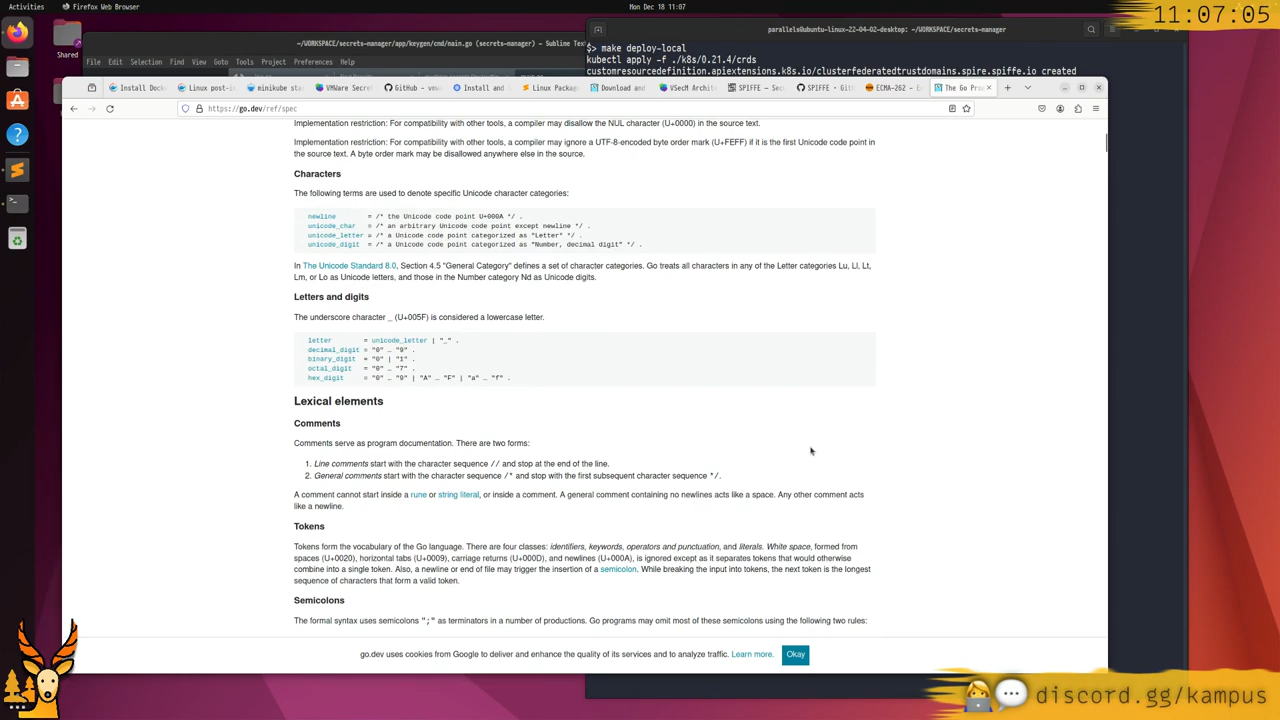 Activities
Firefox Web Browser
Mon Dec 18 11:07
11:07:05
Shared
~/WORKSPACE/secrets-manager/app/keygen/cmd/main.go (secrets-manager) - Sublime Text
File Edit Selection Find View Goto Tools Project Preferences Help
parallels@ubuntu-linux-22-04-02-desktop: ~/WORKSPACE/secrets-manager
$> make deploy-local
kubectl apply -f ./k8s/0.21.4/crds
customresourcedefinition.apiextensions.k8s.io/clusterfederatedtrustdomains.spire.spiffe.io created
Install Docke
Linux post-in
minikube star
VMWare Secret
GitHub - vmw
Install and
Linux Package
Download and
VSecM Archite
SPIFFE — Sec
SPIFFE · Gith
ECMA-262 — E
The Go Pro
https://go.dev/ref/spec
Implementation restriction: For compatibility with other tools, a compiler may disallow the NUL character (U+0000) in the source text.
Implementation restriction: For compatibility with other tools, a compiler may ignore a UTF-8-encoded byte order mark (U+FEFF) if it is the first Unicode code point
in the source text. A byte order mark may be disallowed anywhere else in the source.
Characters
The following terms are used to denote specific Unicode character categories:
newline = /* the Unicode code point U+000A */ .
unicode_char = /* an arbitrary Unicode code point except newline */ .
unicode_letter = /* a Unicode code point categorized as "Letter" */ .
unicode_digit = /* a Unicode code point categorized as "Number, decimal digit" */ .
In The Unicode Standard 8.0, Section 4.5 "General Category" defines a set of character categories. Go treats all characters in any of the Letter categories Lu, Ll, Lt,
Lm, or Lo as Unicode letters, and those in the Number category Nd as Unicode digits.
Letters and digits
The underscore character _ (U+005F) is considered a lowercase letter.
letter = unicode_letter | "_" .
decimal_digit = "0" … "9" .
binary_digit = "0" | "1" .
octal_digit = "0" … "7" .
hex_digit = "0" … "9" | "A" … "F" | "a" … "f" .
Lexical elements
Comments
Comments serve as program documentation. There are two forms:
1. Line comments start with the character sequence // and stop at the end of the line.
2. General comments start with the character sequence /* and stop with the first subsequent character sequence */.
A comment cannot start inside a rune or string literal, or inside a comment. A general comment containing no newlines acts like a space. Any other comment acts
like a newline.
Tokens
Tokens form the vocabulary of the Go language. There are four classes: identifiers, keywords, operators and punctuation, and literals. White space, formed from
spaces (U+0020), horizontal tabs (U+0009), carriage returns (U+000D), and newlines (U+000A), is ignored except as it separates tokens that would otherwise
combine into a single token. Also, a newline or end of file may trigger the insertion of a semicolon. While breaking the input into tokens, the next token is the longest
sequence of characters that form a valid token.
Semicolons
The formal syntax uses semicolons ";" as terminators in a number of productions. Go programs may omit most of these semicolons using the following two rules:
go.dev uses cookies from Google to deliver and enhance the quality of its services and to analyze traffic. Learn more.
Okay
discord.gg/kampus